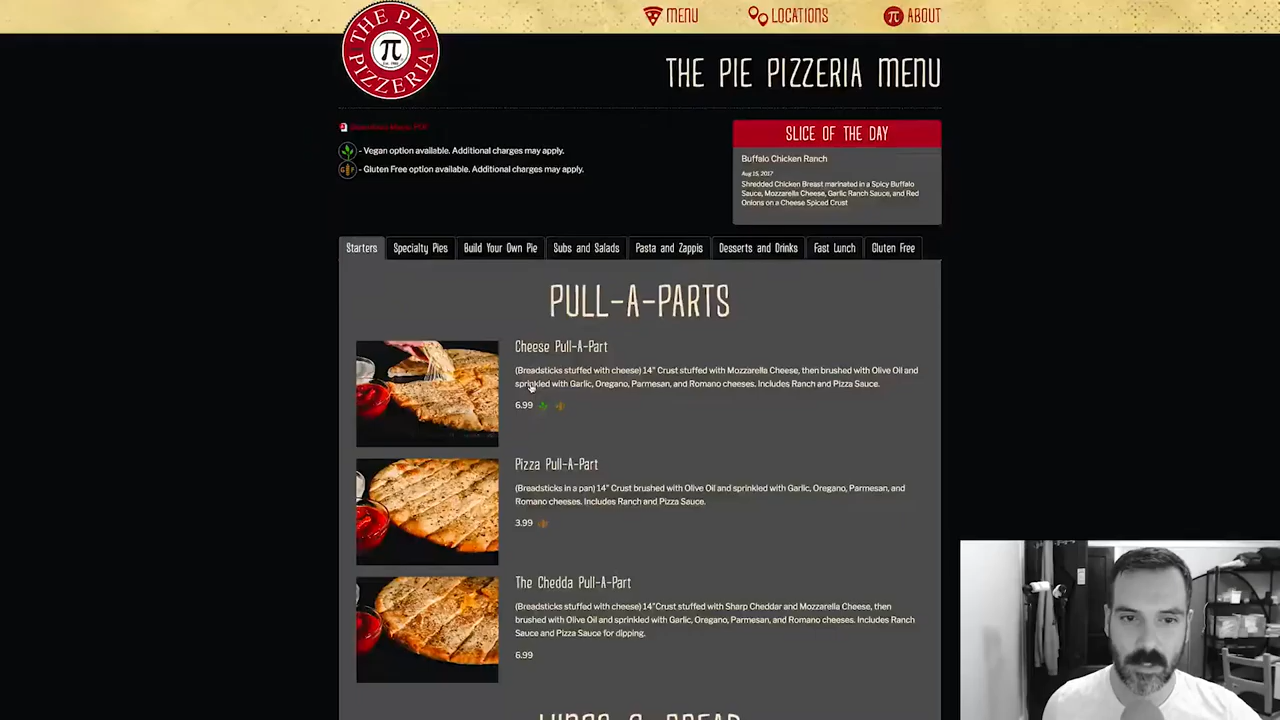 MENU
LOCATIONS
π ABOUT
THE PIE
π
PIZZERIA
THE PIE PIZZERIA MENU
- Vegan option available. Additional charges may apply.
GF - Gluten Free option available. Additional charges may apply.
SLICE OF THE DAY
Buffalo Chicken Ranch
Aug 15, 2017
Shredded Chicken Breast marinated in a Spicy Buffalo
Sauce, Mozzarella Cheese, Garlic Ranch Sauce, and Red
Onions on a Cheese Spiced Crust
Starters
Specialty Pies
Build Your Own Pie
Subs and Salads
Pasta and Zappis
Desserts and Drinks
Fast Lunch
Gluten Free
PULL-A-PARTS
Cheese Pull-A-Part
(Breadsticks stuffed with cheese) 14" Crust stuffed with Mozzarella Cheese, then brushed with Olive Oil and
sprinkled with Garlic, Oregano, Parmesan, and Romano cheeses. Includes Ranch and Pizza Sauce.
6.99
Pizza Pull-A-Part
(Breadsticks in a pan) 14" Crust brushed with Olive Oil and sprinkled with Garlic, Oregano, Parmesan, and
Romano cheeses. Includes Ranch and Pizza Sauce.
3.99
The Chedda Pull-A-Part
(Breadsticks stuffed with cheese) 14"Crust stuffed with Sharp Cheddar and Mozzarella Cheese, then
brushed with Olive Oil and sprinkled with Garlic, Oregano, Parmesan, and Romano cheeses. Includes Ranch
Sauce and Pizza Sauce for dipping.
6.99